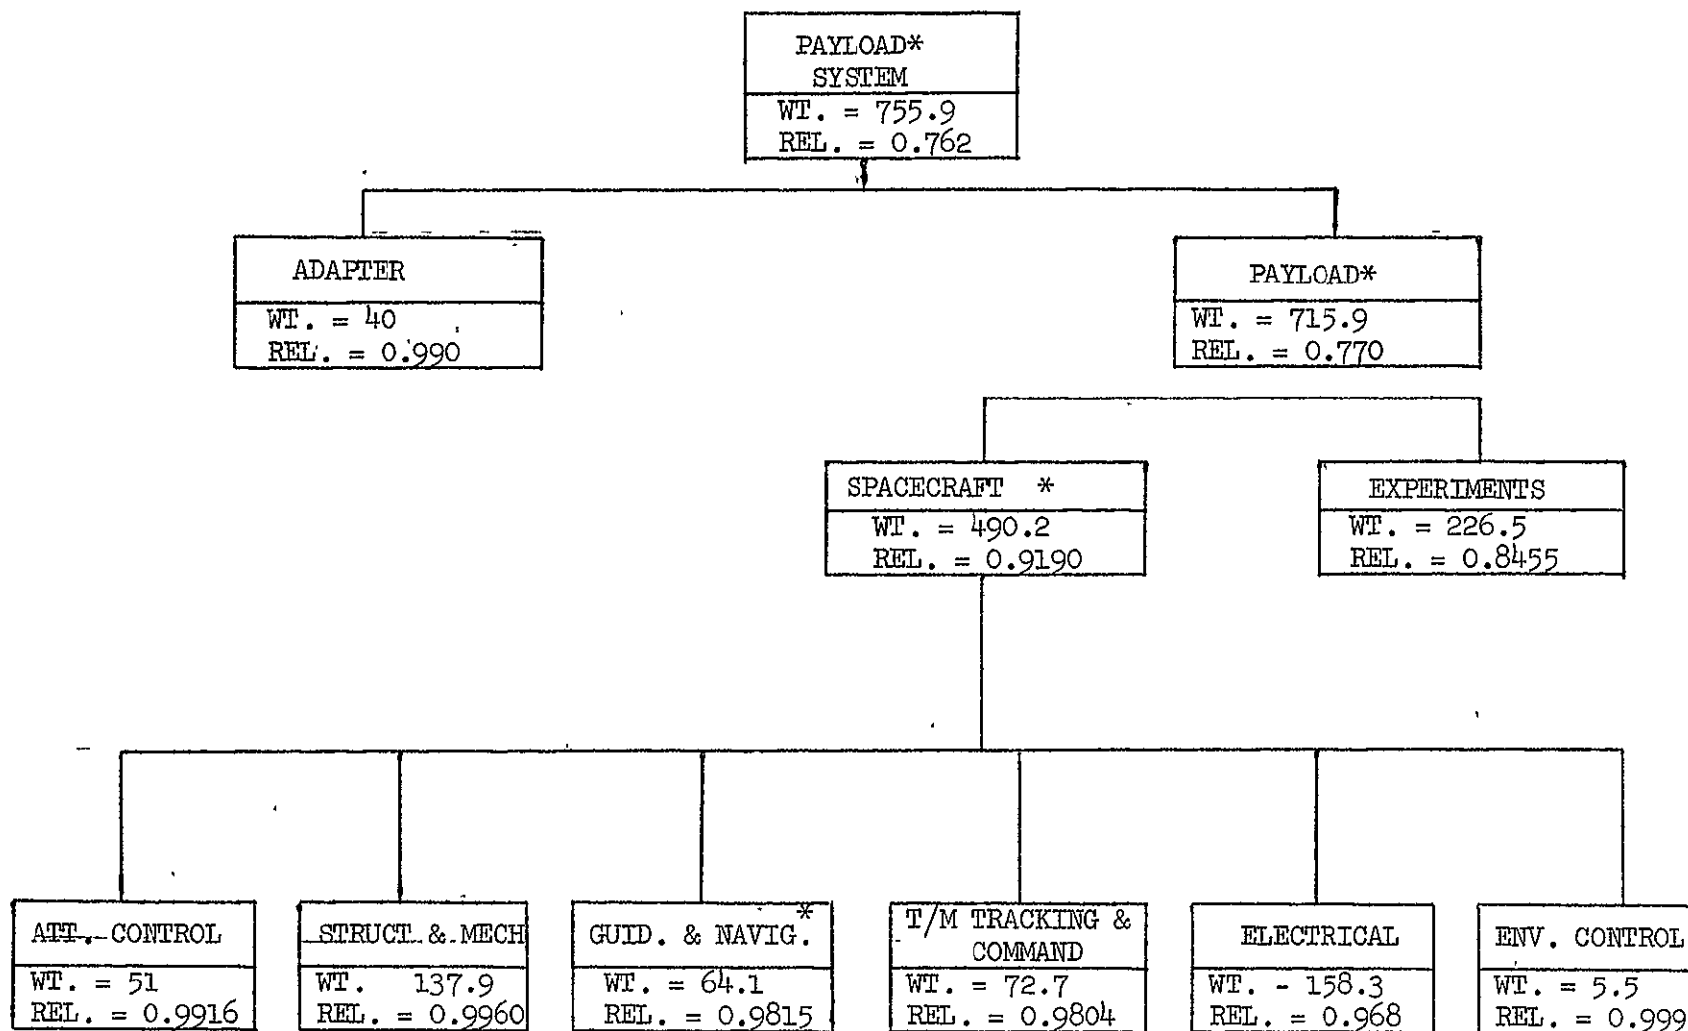 PAYLOAD*
SYSTEM
WT. = 755.9
REL. = 0.762
ADAPTER
WT. = 40
REL. = 0.990
PAYLOAD*
WT. = 715.9
REL. = 0.770
SPACECRAFT *
WT. = 490.2
REL. = 0.9190
EXPERIMENTS
WT. = 226.5
REL. = 0.8455
ATT. CONTROL
WT. = 51
REL. = 0.9916
STRUCT & MECH
WT. 137.9
REL. = 0.9960
GUID. & NAVIG.*
WT. = 64.1
REL. = 0.9815
T/M TRACKING &
COMMAND
WT. = 72.7
REL. = 0.9804
ELECTRICAL
WT. - 158.3
REL. = 0.968
ENV. CONTROL
WT. = 5.5
REL. = 0.999